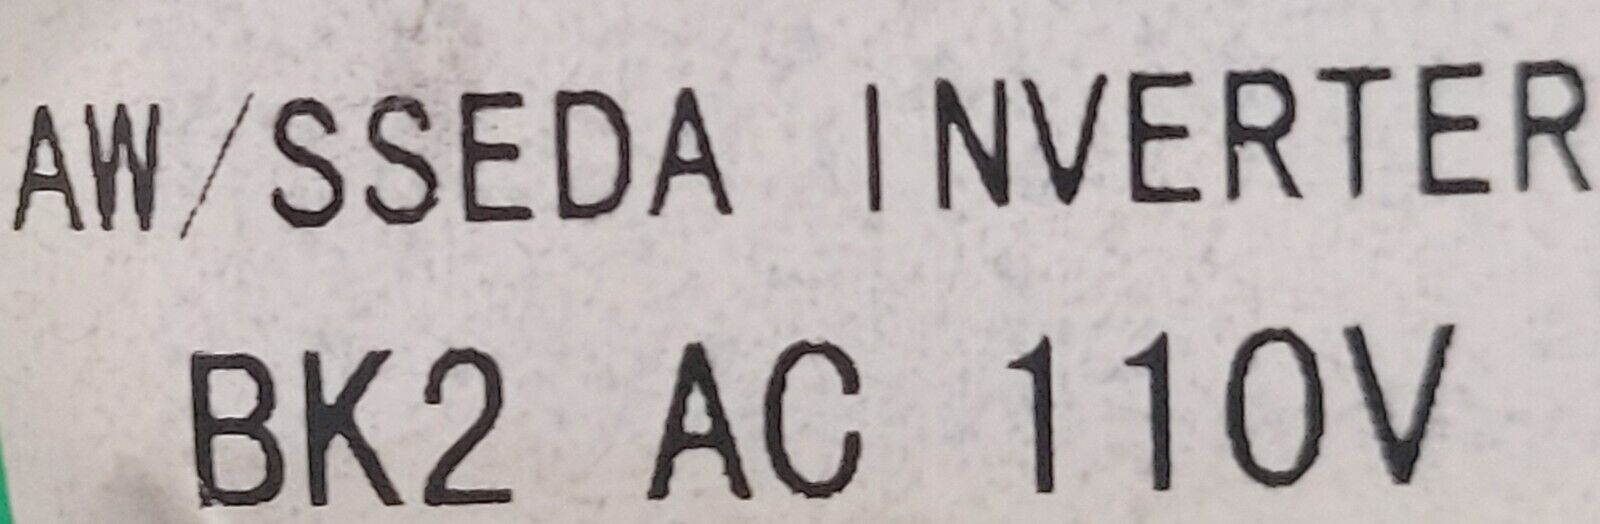 AW/SSEDA INVERTER
BK2 AC 110V